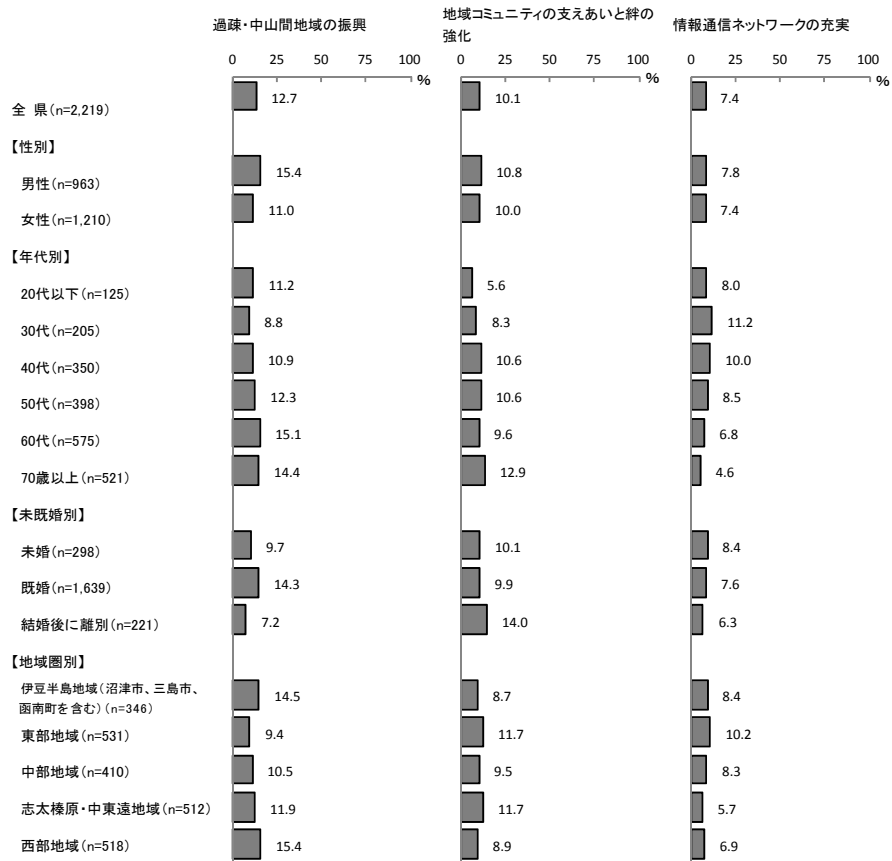 過疎・中山間地域の振興
地域コミュニティの支えあいと絆の
強化
情報通信ネットワークの充実
0 25 50 75 100
%
0 25 50 75 100
%
0 25 50 75 100
%
全 県(n=2,219) 12.7 10.1 7.4
【性別】
男性(n=963) 15.4 10.8 7.8
女性(n=1,210) 11.0 10.0 7.4
【年代別】
20代以下(n=125) 11.2 5.6 8.0
30代(n=205) 8.8 8.3 11.2
40代(n=350) 10.9 10.6 10.0
50代(n=398) 12.3 10.6 8.5
60代(n=575) 15.1 9.6 6.8
70歳以上(n=521) 14.4 12.9 4.6
【未既婚別】
未婚(n=298) 9.7 10.1 8.4
既婚(n=1,639) 14.3 9.9 7.6
結婚後に離別(n=221) 7.2 14.0 6.3
【地域圏別】
伊豆半島地域(沼津市、三島市、
函南町を含む)(n=346) 14.5 8.7 8.4
東部地域(n=531) 9.4 11.7 10.2
中部地域(n=410) 10.5 9.5 8.3
志太榛原・中東遠地域(n=512) 11.9 11.7 5.7
西部地域(n=518) 15.4 8.9 6.9